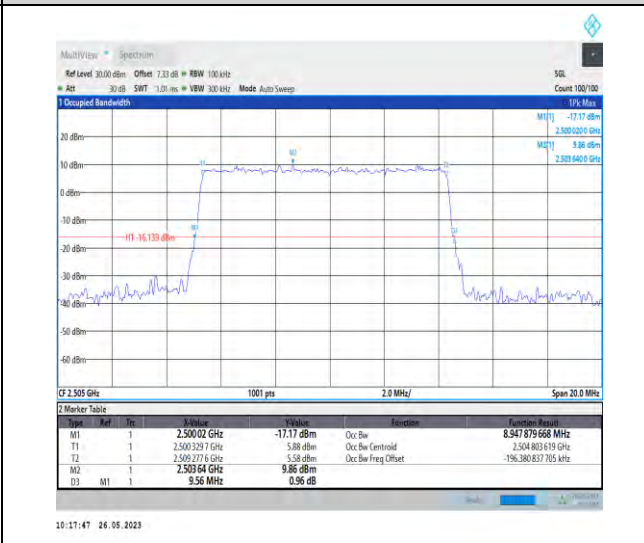 MultiView Spectrum
Ref Level 30.00 dBm Offset 7.33 dB RBW 100 kHz SGL
Att 30 dB SWT 1.01 ms VBW 300 kHz Mode Auto Sweep Count 100/100
1 Occupied Bandwidth 1Pk Max
M1[1] -17.17 dBm
2.500 0200 GHz
M2[1] 9.86 dBm
2.503 6400 GHz
20 dBm
M2
10 dBm
0 dBm
-10 dBm
M1
H1 -16.139 dBm
D3
-20 dBm
-30 dBm
-40 dBm
-50 dBm
-60 dBm
CF 2.505 GHz 1001 pts 2.0 MHz/ Span 20.0 MHz
2 Marker Table
Type Ref Trc X-Value Y-Value Function Function Result
M1 1 2.500 02 GHz -17.17 dBm Occ Bw 8.947 879 668 MHz
T1 1 2.500 329 7 GHz 5.88 dBm Occ Bw Centroid 2.504 803 619 GHz
T2 1 2.509 277 6 GHz 5.58 dBm Occ Bw Freq Offset -196.380 837 705 kHz
M2 1 2.503 64 GHz 9.86 dBm
D3 M1 1 9.56 MHz 0.96 dB
10:17:47 26.05.2023